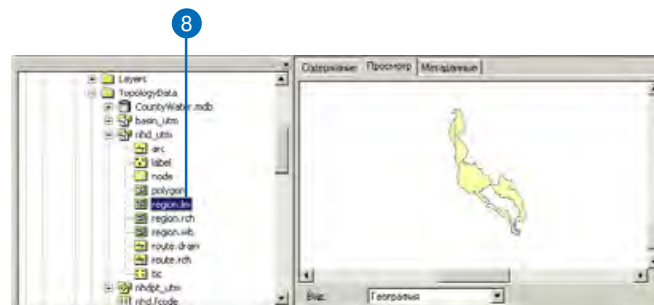 8
Содержание Просмотр Метаданные
Layers
TopologyData
CountyWater.mdb
basin_utm
nhd_utm
arc
label
node
polygon
region.lm
region.rch
region.wb
route.drain
route.rch
tic
nhdpt_utm
nhd.fcode
Вид: География